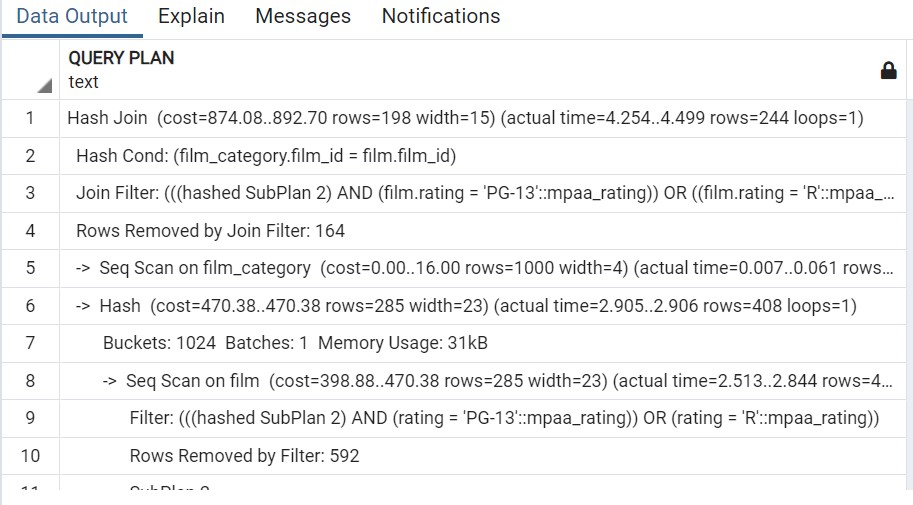 Data Output Explain Messages Notifications
QUERY PLAN
text
1 Hash Join (cost=874.08..892.70 rows=198 width=15) (actual time=4.254..4.499 rows=244 loops=1)
2 Hash Cond: (film_category.film_id = film.film_id)
3 Join Filter: (((hashed SubPlan 2) AND (film.rating = 'PG-13'::mpaa_rating)) OR ((film.rating = 'R'::mpaa_...
4 Rows Removed by Join Filter: 164
5 -> Seq Scan on film_category (cost=0.00..16.00 rows=1000 width=4) (actual time=0.007..0.061 rows...
6 -> Hash (cost=470.38..470.38 rows=285 width=23) (actual time=2.905..2.906 rows=408 loops=1)
7 Buckets: 1024 Batches: 1 Memory Usage: 31kB
8 -> Seq Scan on film (cost=398.88..470.38 rows=285 width=23) (actual time=2.513..2.844 rows=4...
9 Filter: (((hashed SubPlan 2) AND (rating = 'PG-13'::mpaa_rating)) OR (rating = 'R'::mpaa_rating))
10 Rows Removed by Filter: 592